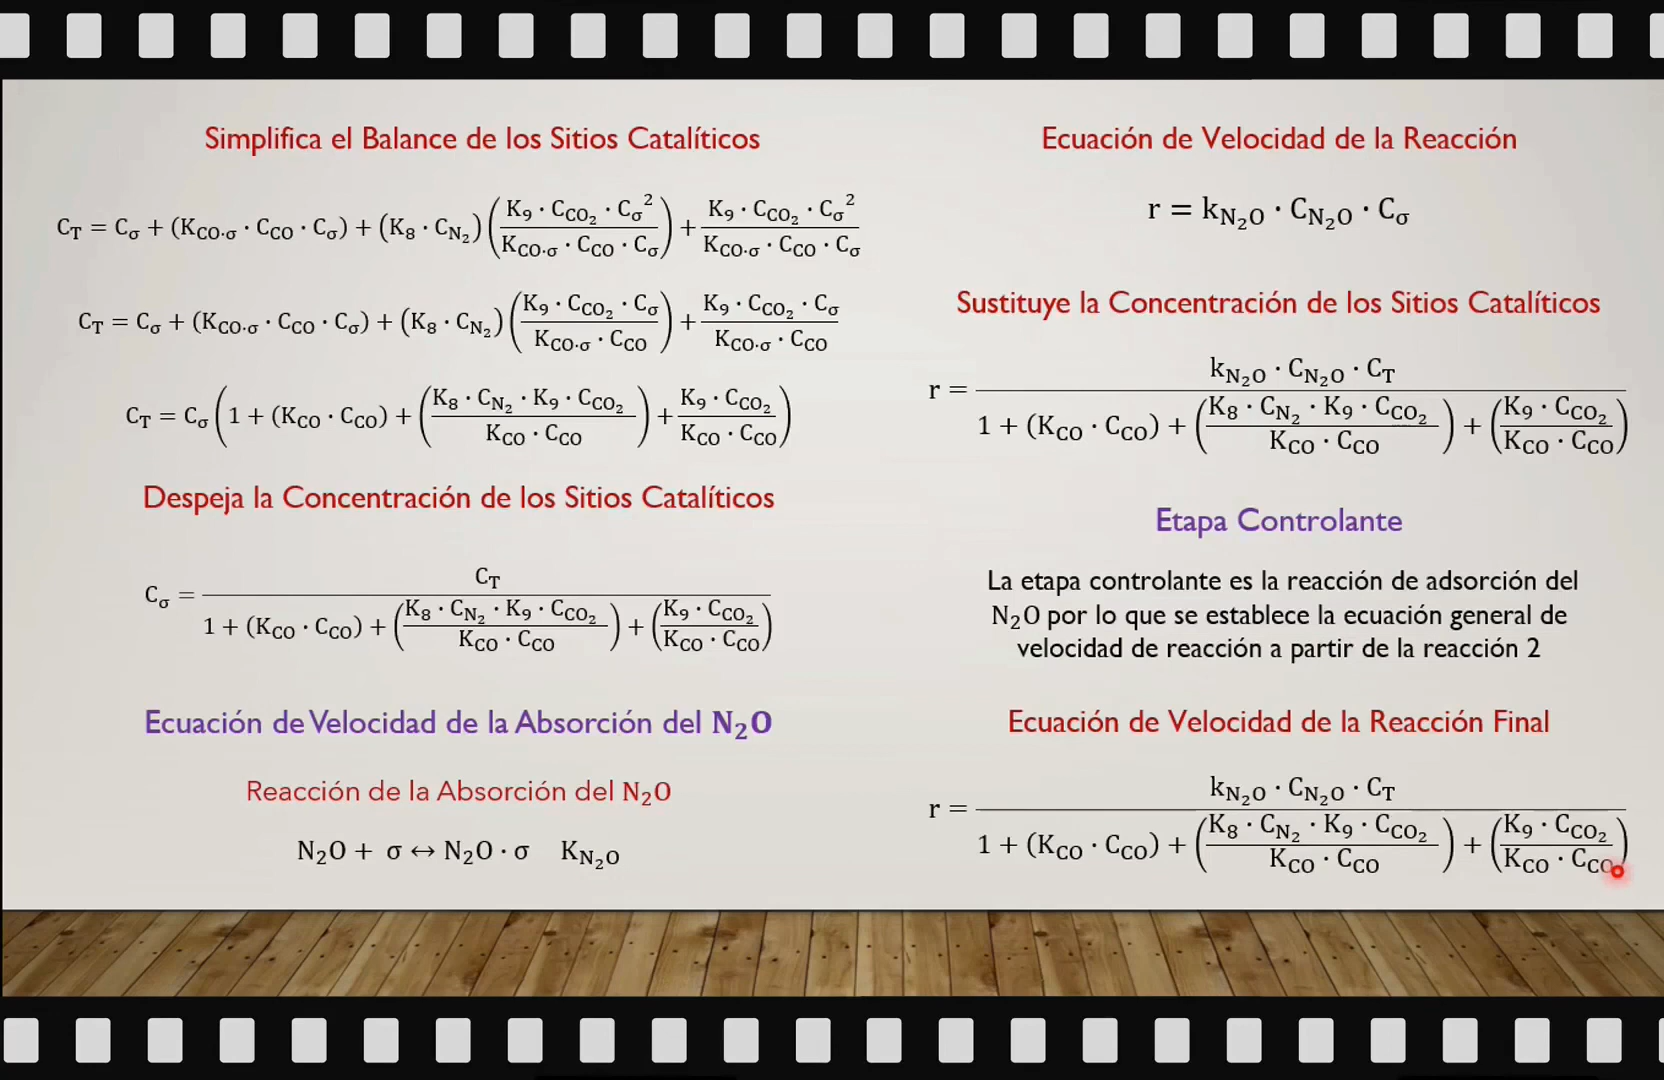 Simplifica el Balance de los Sitios Catalíticos
C_T = C_σ + (K_CO·σ · C_CO · C_σ) + (K_8 · C_N₂) ((K_9 · C_CO₂ · C_σ²) / (K_CO·σ · C_CO · C_σ)) + (K_9 · C_CO₂ · C_σ²) / (K_CO·σ · C_CO · C_σ)
C_T = C_σ + (K_CO·σ · C_CO · C_σ) + (K_8 · C_N₂) ((K_9 · C_CO₂ · C_σ) / (K_CO·σ · C_CO)) + (K_9 · C_CO₂ · C_σ) / (K_CO·σ · C_CO)
C_T = C_σ (1 + (K_CO · C_CO) + ((K_8 · C_N₂ · K_9 · C_CO₂) / (K_CO · C_CO)) + (K_9 · C_CO₂) / (K_CO · C_CO))
Despeja la Concentración de los Sitios Catalíticos
C_σ = C_T / (1 + (K_CO · C_CO) + ((K_8 · C_N₂ · K_9 · C_CO₂) / (K_CO · C_CO)) + ((K_9 · C_CO₂) / (K_CO · C_CO)))
Ecuación de Velocidad de la Absorción del N₂O
Reacción de la Absorción del N₂O
N₂O + σ ↔ N₂O · σ K_N₂O
Ecuación de Velocidad de la Reacción
r = k_N₂O · C_N₂O · C_σ
Sustituye la Concentración de los Sitios Catalíticos
r = (k_N₂O · C_N₂O · C_T) / (1 + (K_CO · C_CO) + ((K_8 · C_N₂ · K_9 · C_CO₂) / (K_CO · C_CO)) + ((K_9 · C_CO₂) / (K_CO · C_CO)))
Etapa Controlante
La etapa controlante es la reacción de adsorción del
N₂O por lo que se establece la ecuación general de
velocidad de reacción a partir de la reacción 2
Ecuación de Velocidad de la Reacción Final
r = (k_N₂O · C_N₂O · C_T) / (1 + (K_CO · C_CO) + ((K_8 · C_N₂ · K_9 · C_CO₂) / (K_CO · C_CO)) + ((K_9 · C_CO₂) / (K_CO · C_CO)))